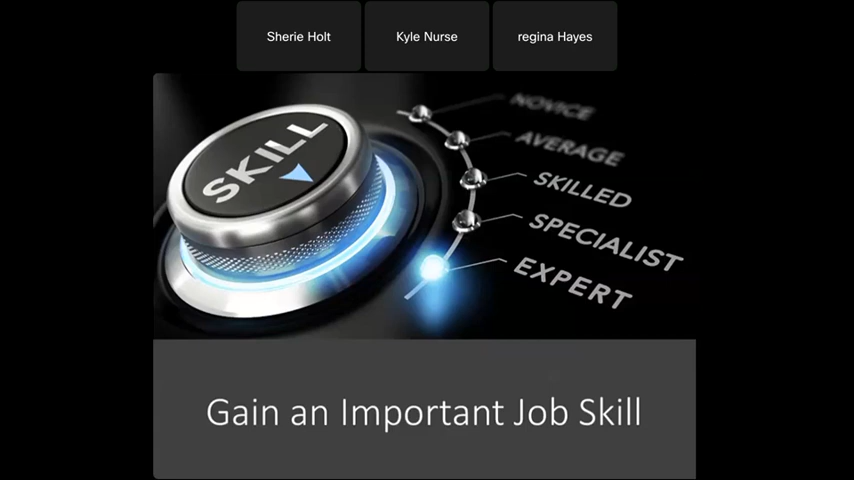 Sherie Holt
Kyle Nurse
regina Hayes
SKILL
NOVICE
AVERAGE
SKILLED
SPECIALIST
EXPERT
Gain an Important Job Skill